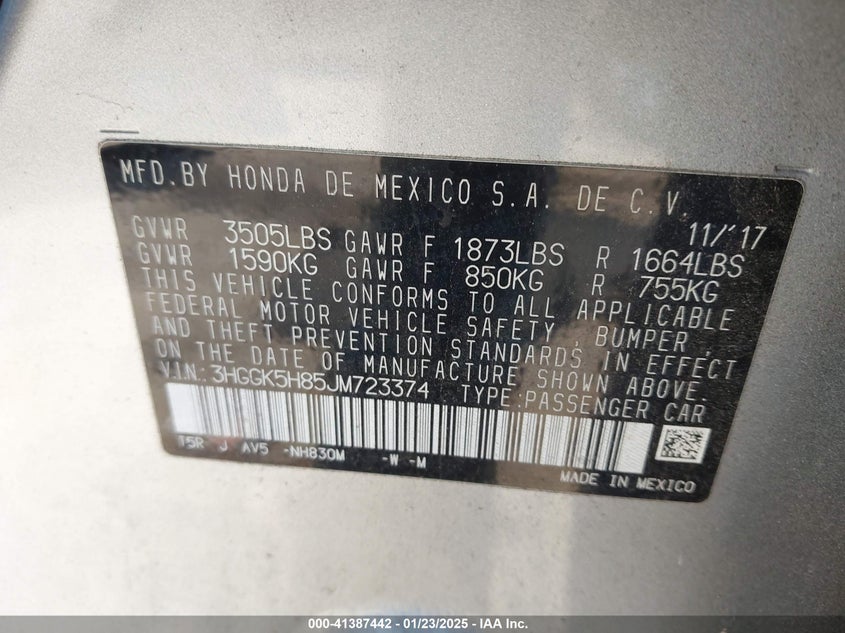 MFD.BY HONDA DE MEXICO S.A. DE C.V.
11/'17
GVWR 3505LBS GAWR F 1873LBS R 1664LBS
GVWR 1590KG GAWR F 850KG R 755KG
THIS VEHICLE CONFORMS TO ALL APPLICABLE
FEDERAL MOTOR VEHICLE SAFETY, BUMPER,
AND THEFT PREVENTION STANDARDS IN EFFECT
ON THE DATE OF MANUFACTURE SHOWN ABOVE.
V.I.N.:3HGGK5H85JM723374 TYPE:PASSENGER CAR
T5R J AV5 -NH830M -W -M
MADE IN MEXICO
000-41387442 - 01/23/2025 - IAA Inc.